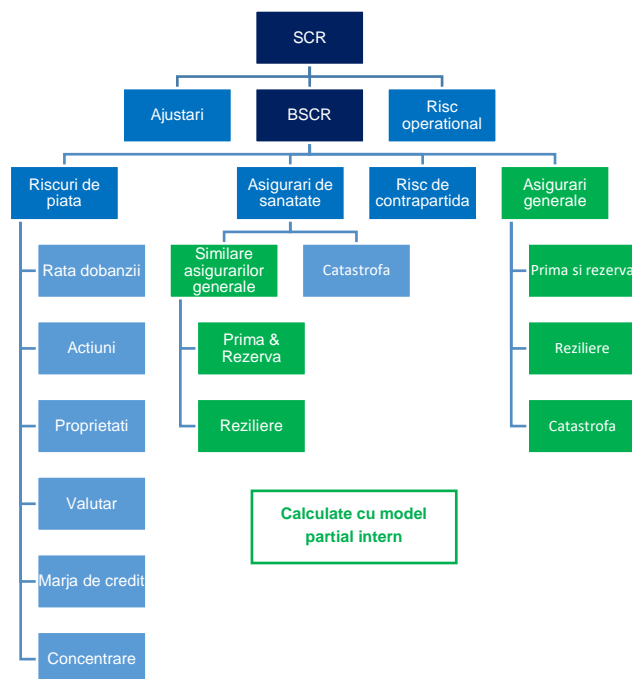 SCR
Ajustari
BSCR
Risc
operational
Riscuri de
piata
Asigurari de
sanatate
Risc de
contrapartida
Asigurari
generale
Rata dobanzii
Similare
asigurarilor
generale
Catastrofa
Prima si rezerva
Actiuni
Prima &
Rezerva
Reziliere
Proprietati
Reziliere
Catastrofa
Valutar
Calculate cu model
partial intern
Marja de credit
Concentrare